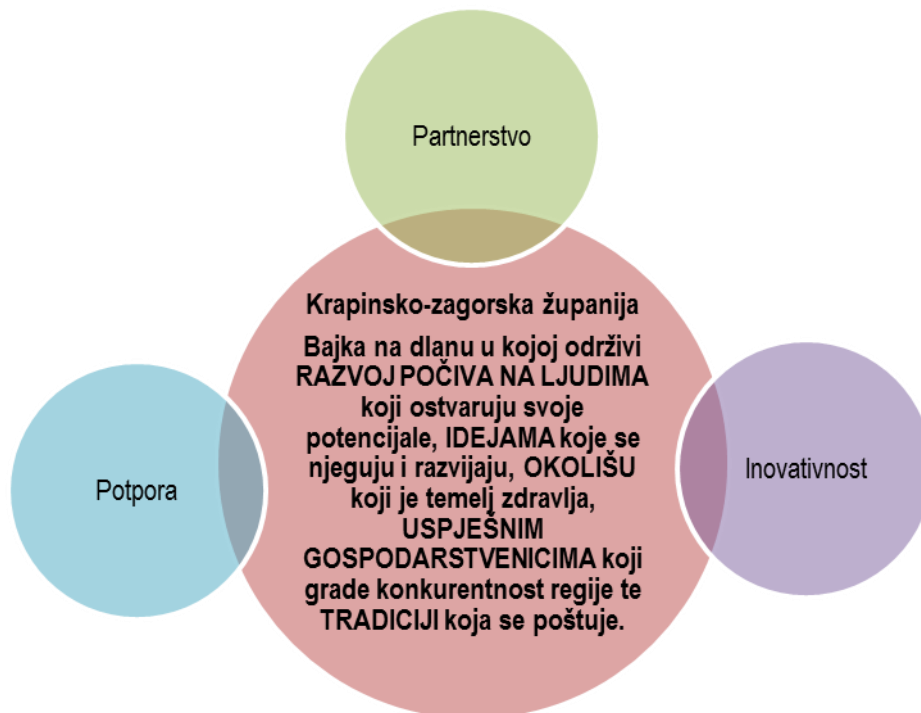 Partnerstvo
Krapinsko-zagorska županija
Bajka na dlanu u kojoj održivi
RAZVOJ POČIVA NA LJUDIMA
koji ostvaruju svoje
potencijale, IDEJAMA koje se
njeguju i razvijaju, OKOLIŠU
koji je temelj zdravlja,
USPJEŠNIM
GOSPODARSTVENICIMA koji
grade konkurentnost regije te
TRADICIJI koja se poštuje.
Potpora
Inovativnost